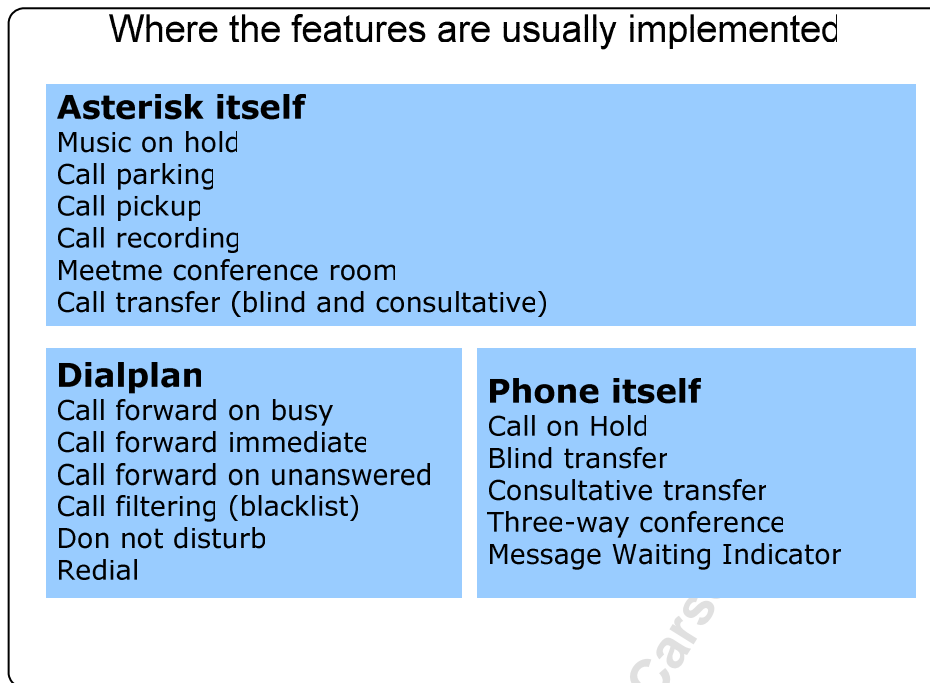 Where the features are usually implemented
Asterisk itself
Music on hold
Call parking
Call pickup
Call recording
Meetme conference room
Call transfer (blind and consultative)
Dialplan
Call forward on busy
Call forward immediate
Call forward on unanswered
Call filtering (blacklist)
Don not disturb
Redial
Phone itself
Call on Hold
Blind transfer
Consultative transfer
Three-way conference
Message Waiting Indicator